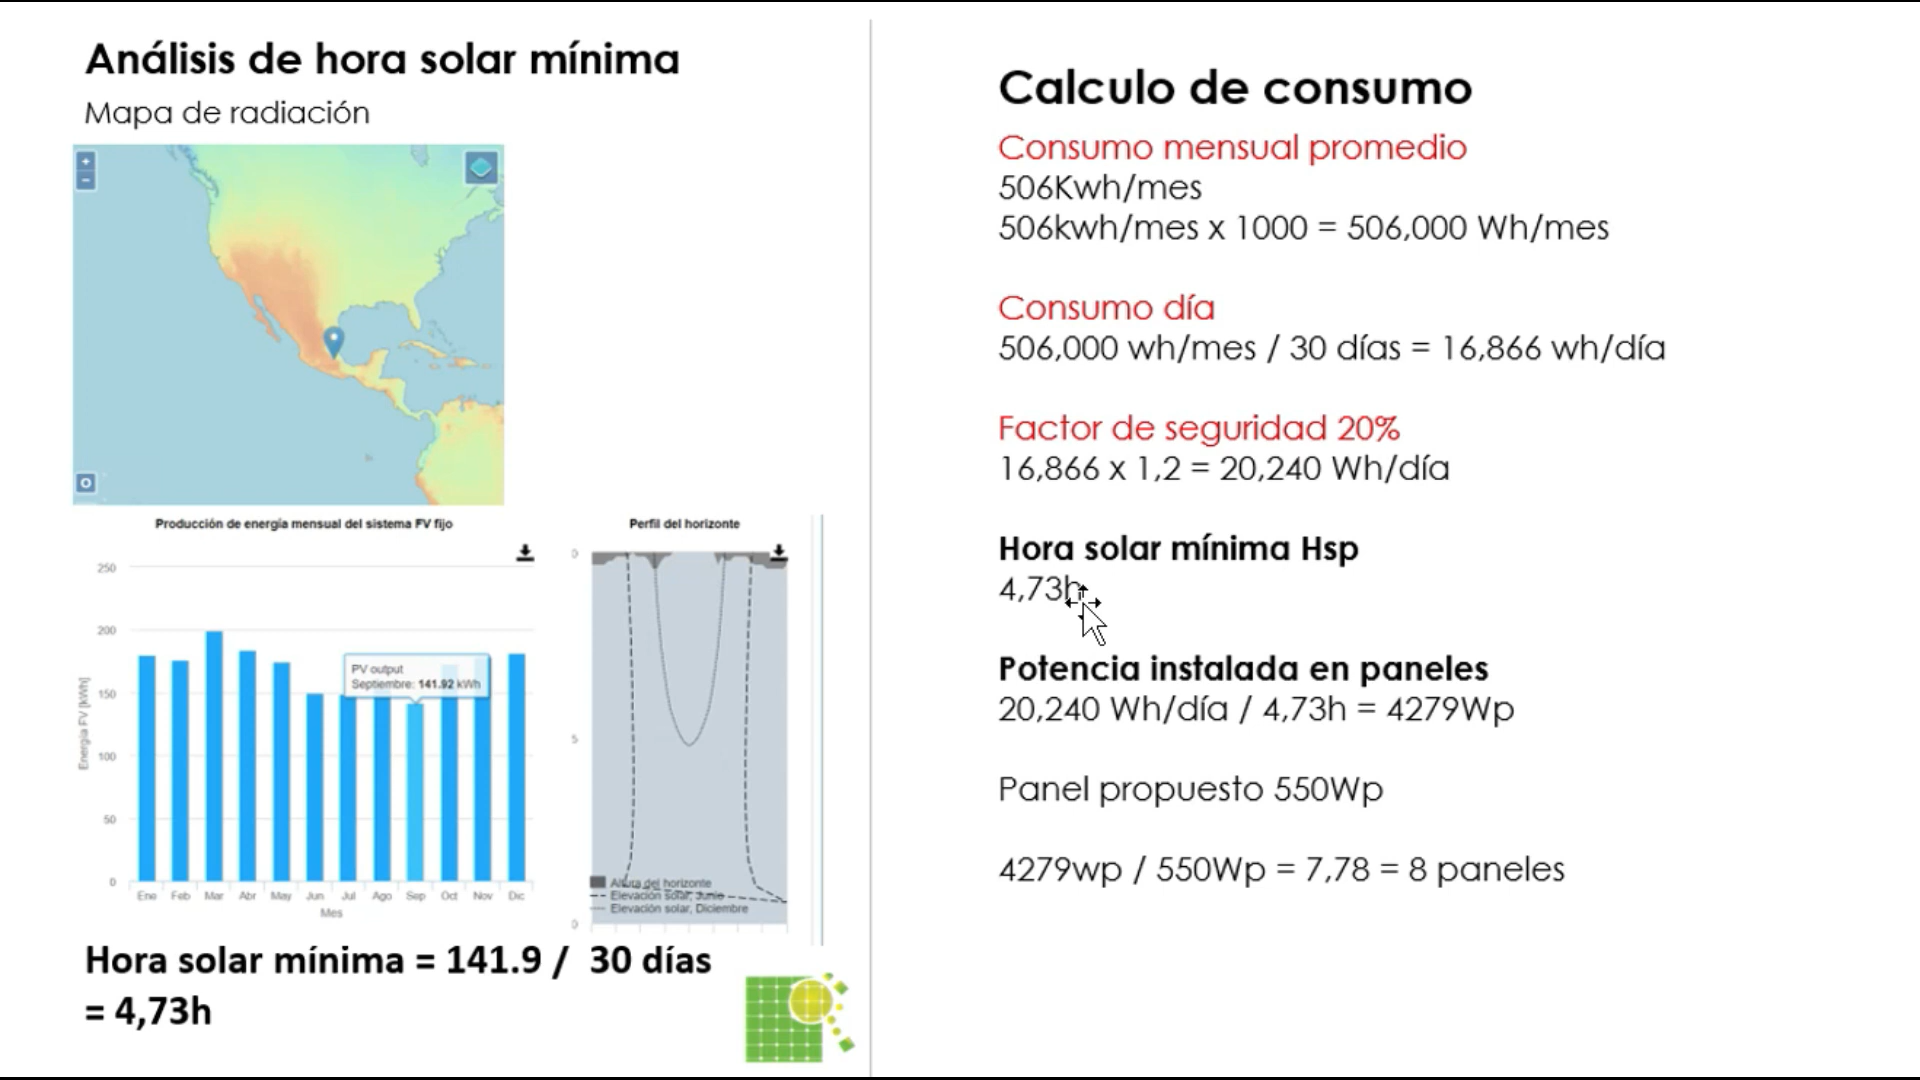 Análisis de hora solar mínima
Mapa de radiación
+
−
Producción de energía mensual del sistema FV fijo
250
200
150
100
50
0
Energía FV [kWh]
PV output
Septiembre: 141.92 kWh
Ene Feb Mar Abr May Jun Jul Ago Sep Oct Nov Dic
Mes
Perfil del horizonte
0
5
0
Altura del horizonte
Elevación solar, Junio
Elevación solar, Diciembre
Hora solar mínima = 141.9 / 30 días
= 4,73h
Calculo de consumo
Consumo mensual promedio
506Kwh/mes
506kwh/mes x 1000 = 506,000 Wh/mes
Consumo día
506,000 wh/mes / 30 días = 16,866 wh/día
Factor de seguridad 20%
16,866 x 1,2 = 20,240 Wh/día
Hora solar mínima Hsp
4,73h
Potencia instalada en paneles
20,240 Wh/día / 4,73h = 4279Wp
Panel propuesto 550Wp
4279wp / 550Wp = 7,78 = 8 paneles